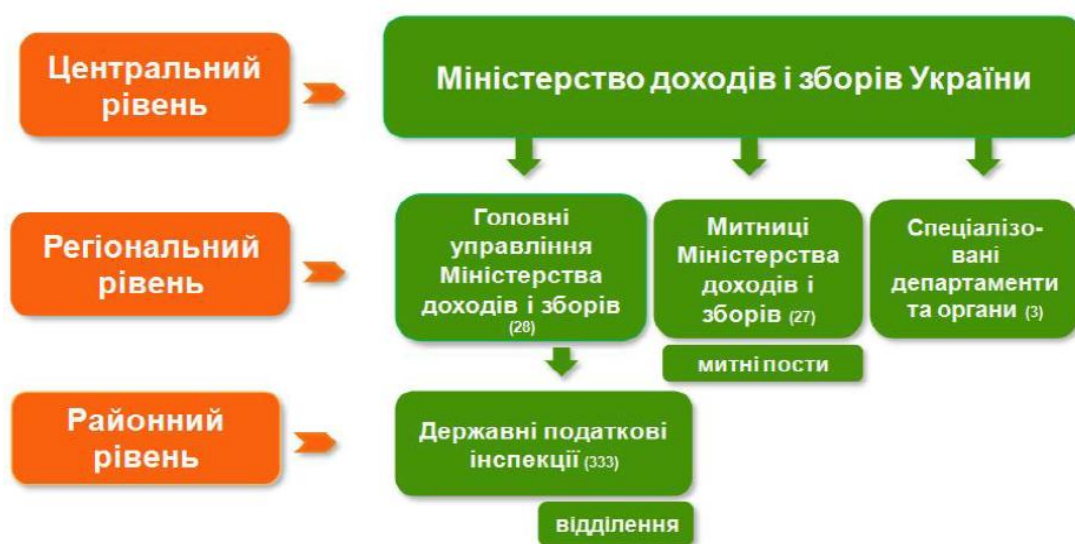 Центральний
рівень
Міністерство доходів і зборів України
Регіональний
рівень
Головні
управління
Міністерства
доходів і зборів
(28)
Митниці
Міністерства
доходів і
зборів (27)
Спеціалізо-
вані
департаменти
та органи (3)
митні пости
Районний
рівень
Державні податкові
інспекції (333)
відділення